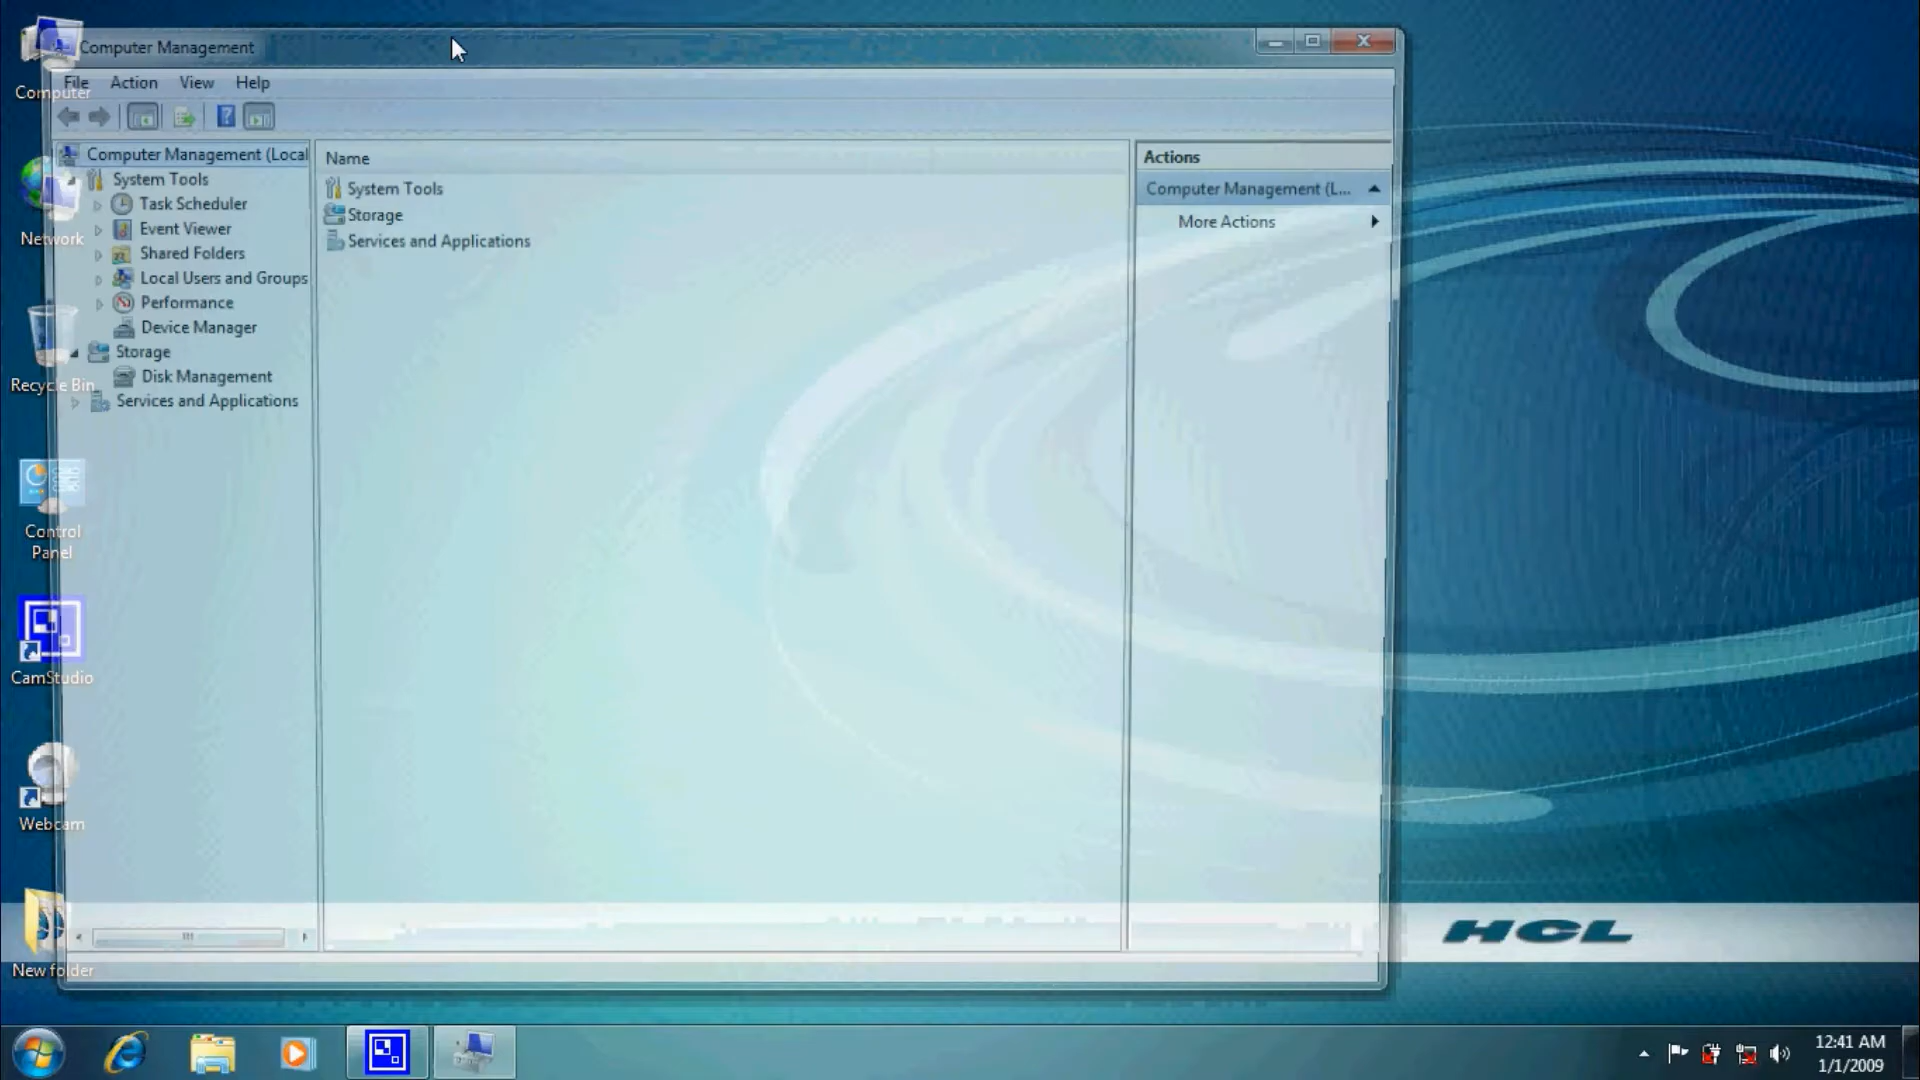 Computer Management
File Action View Help
Computer
Computer Management (Local
System Tools
Task Scheduler
Event Viewer
Shared Folders
Local Users and Groups
Performance
Device Manager
Storage
Disk Management
Services and Applications
Name
System Tools
Storage
Services and Applications
Actions
Computer Management (L...
More Actions
Network
Recycle Bin
Control
Panel
CamStudio
Webcam
New folder
HCL
12:41 AM
1/1/2009